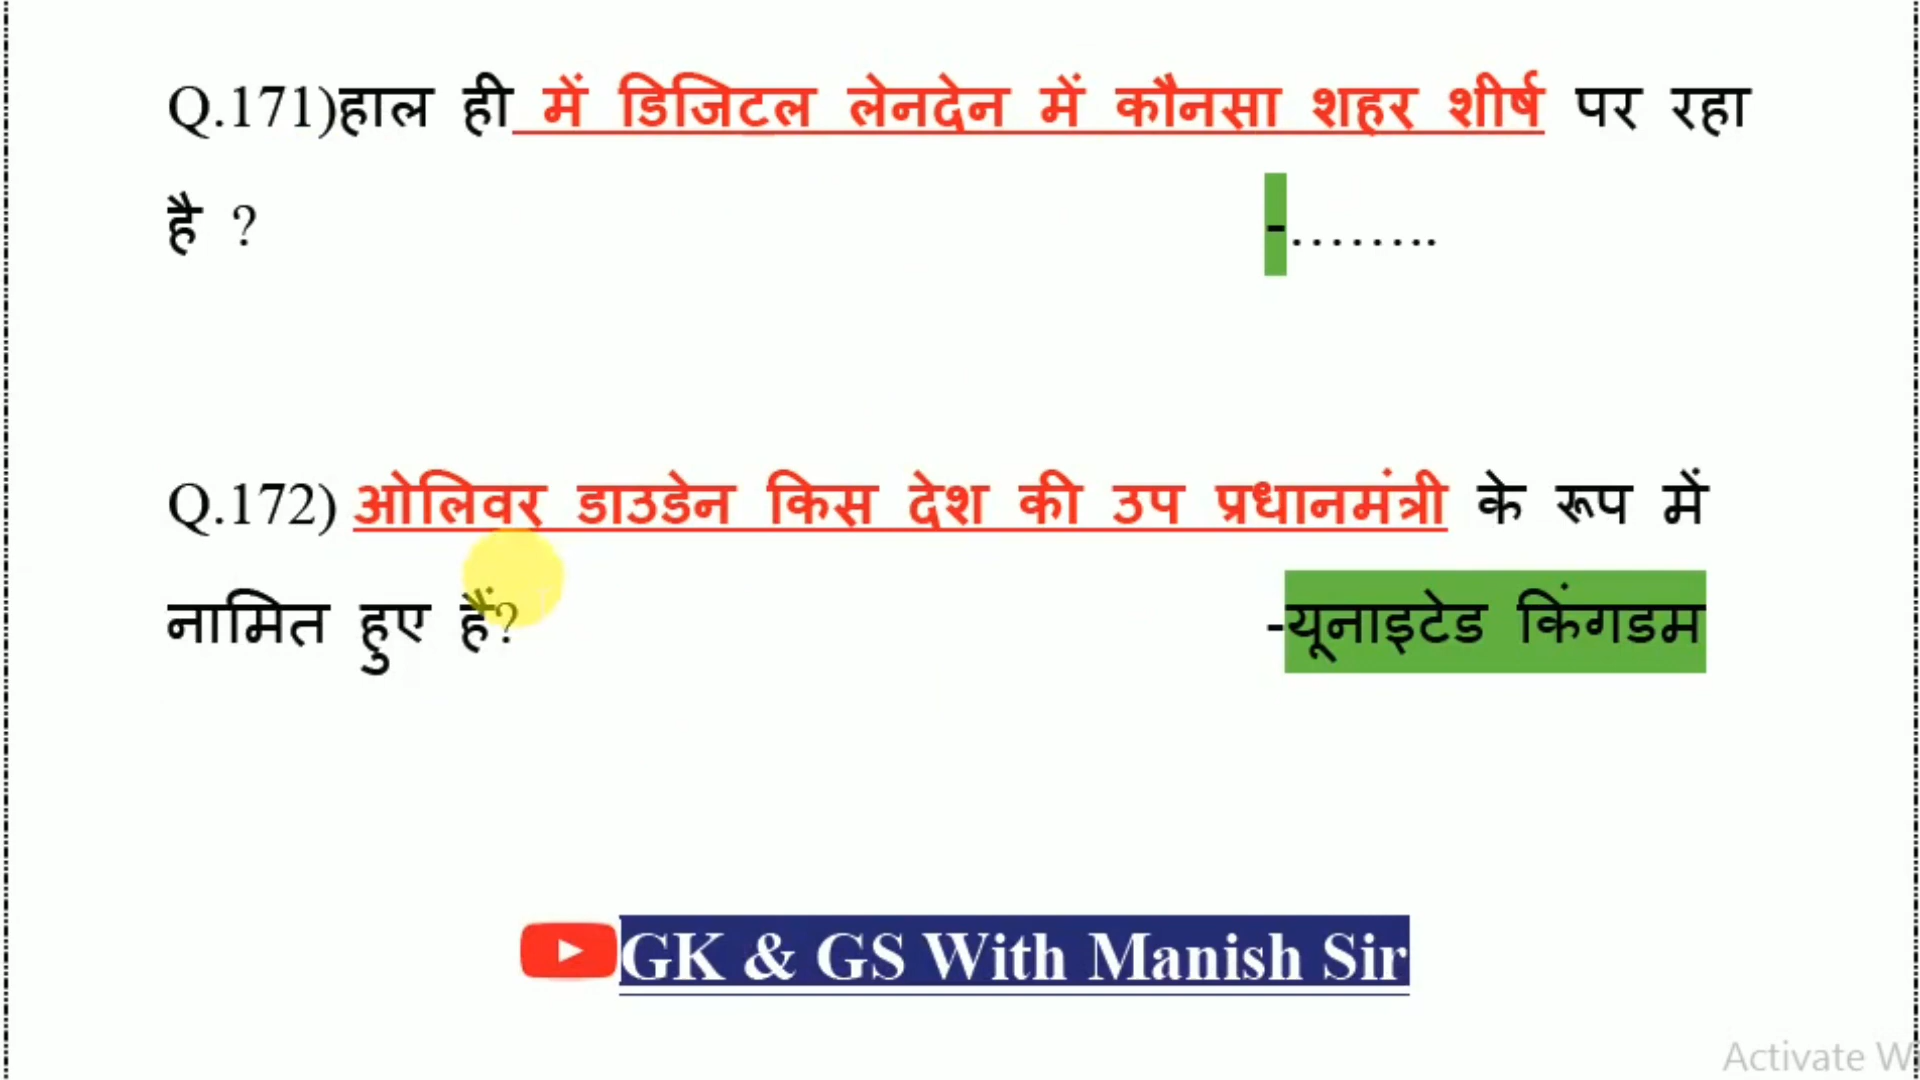 Q.171)हाल ही में डिजिटल लेनदेन में कौनसा शहर शीर्ष पर रहा
है ? -........
Q.172) ओलिवर डाउडेन किस देश की उप प्रधानमंत्री के रूप में
नामित हुए हैं? -यूनाइटेड किंगडम
GK & GS With Manish Sir
Activate W